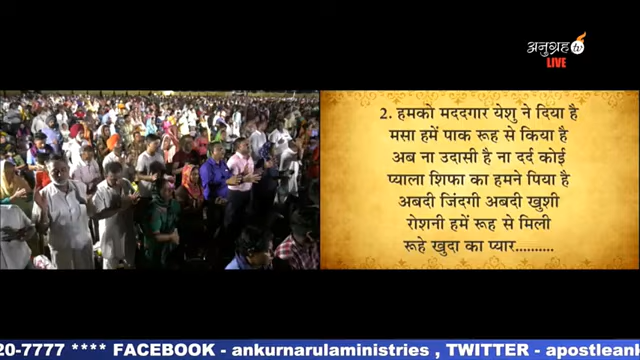 अनुग्रह tv
LIVE
2. हमको मददगार येशु ने दिया है
मसा हमें पाक रूह से किया है
अब ना उदासी है ना दर्द कोई
प्याला शिफा का हमने पिया है
अबदी जिंदगी अबदी खुशी
रोशनी हमें रूह से मिली
रूहे खुदा का प्यार..........
20-7777 **** FACEBOOK - ankurnarulaministries , TWITTER - apostleank